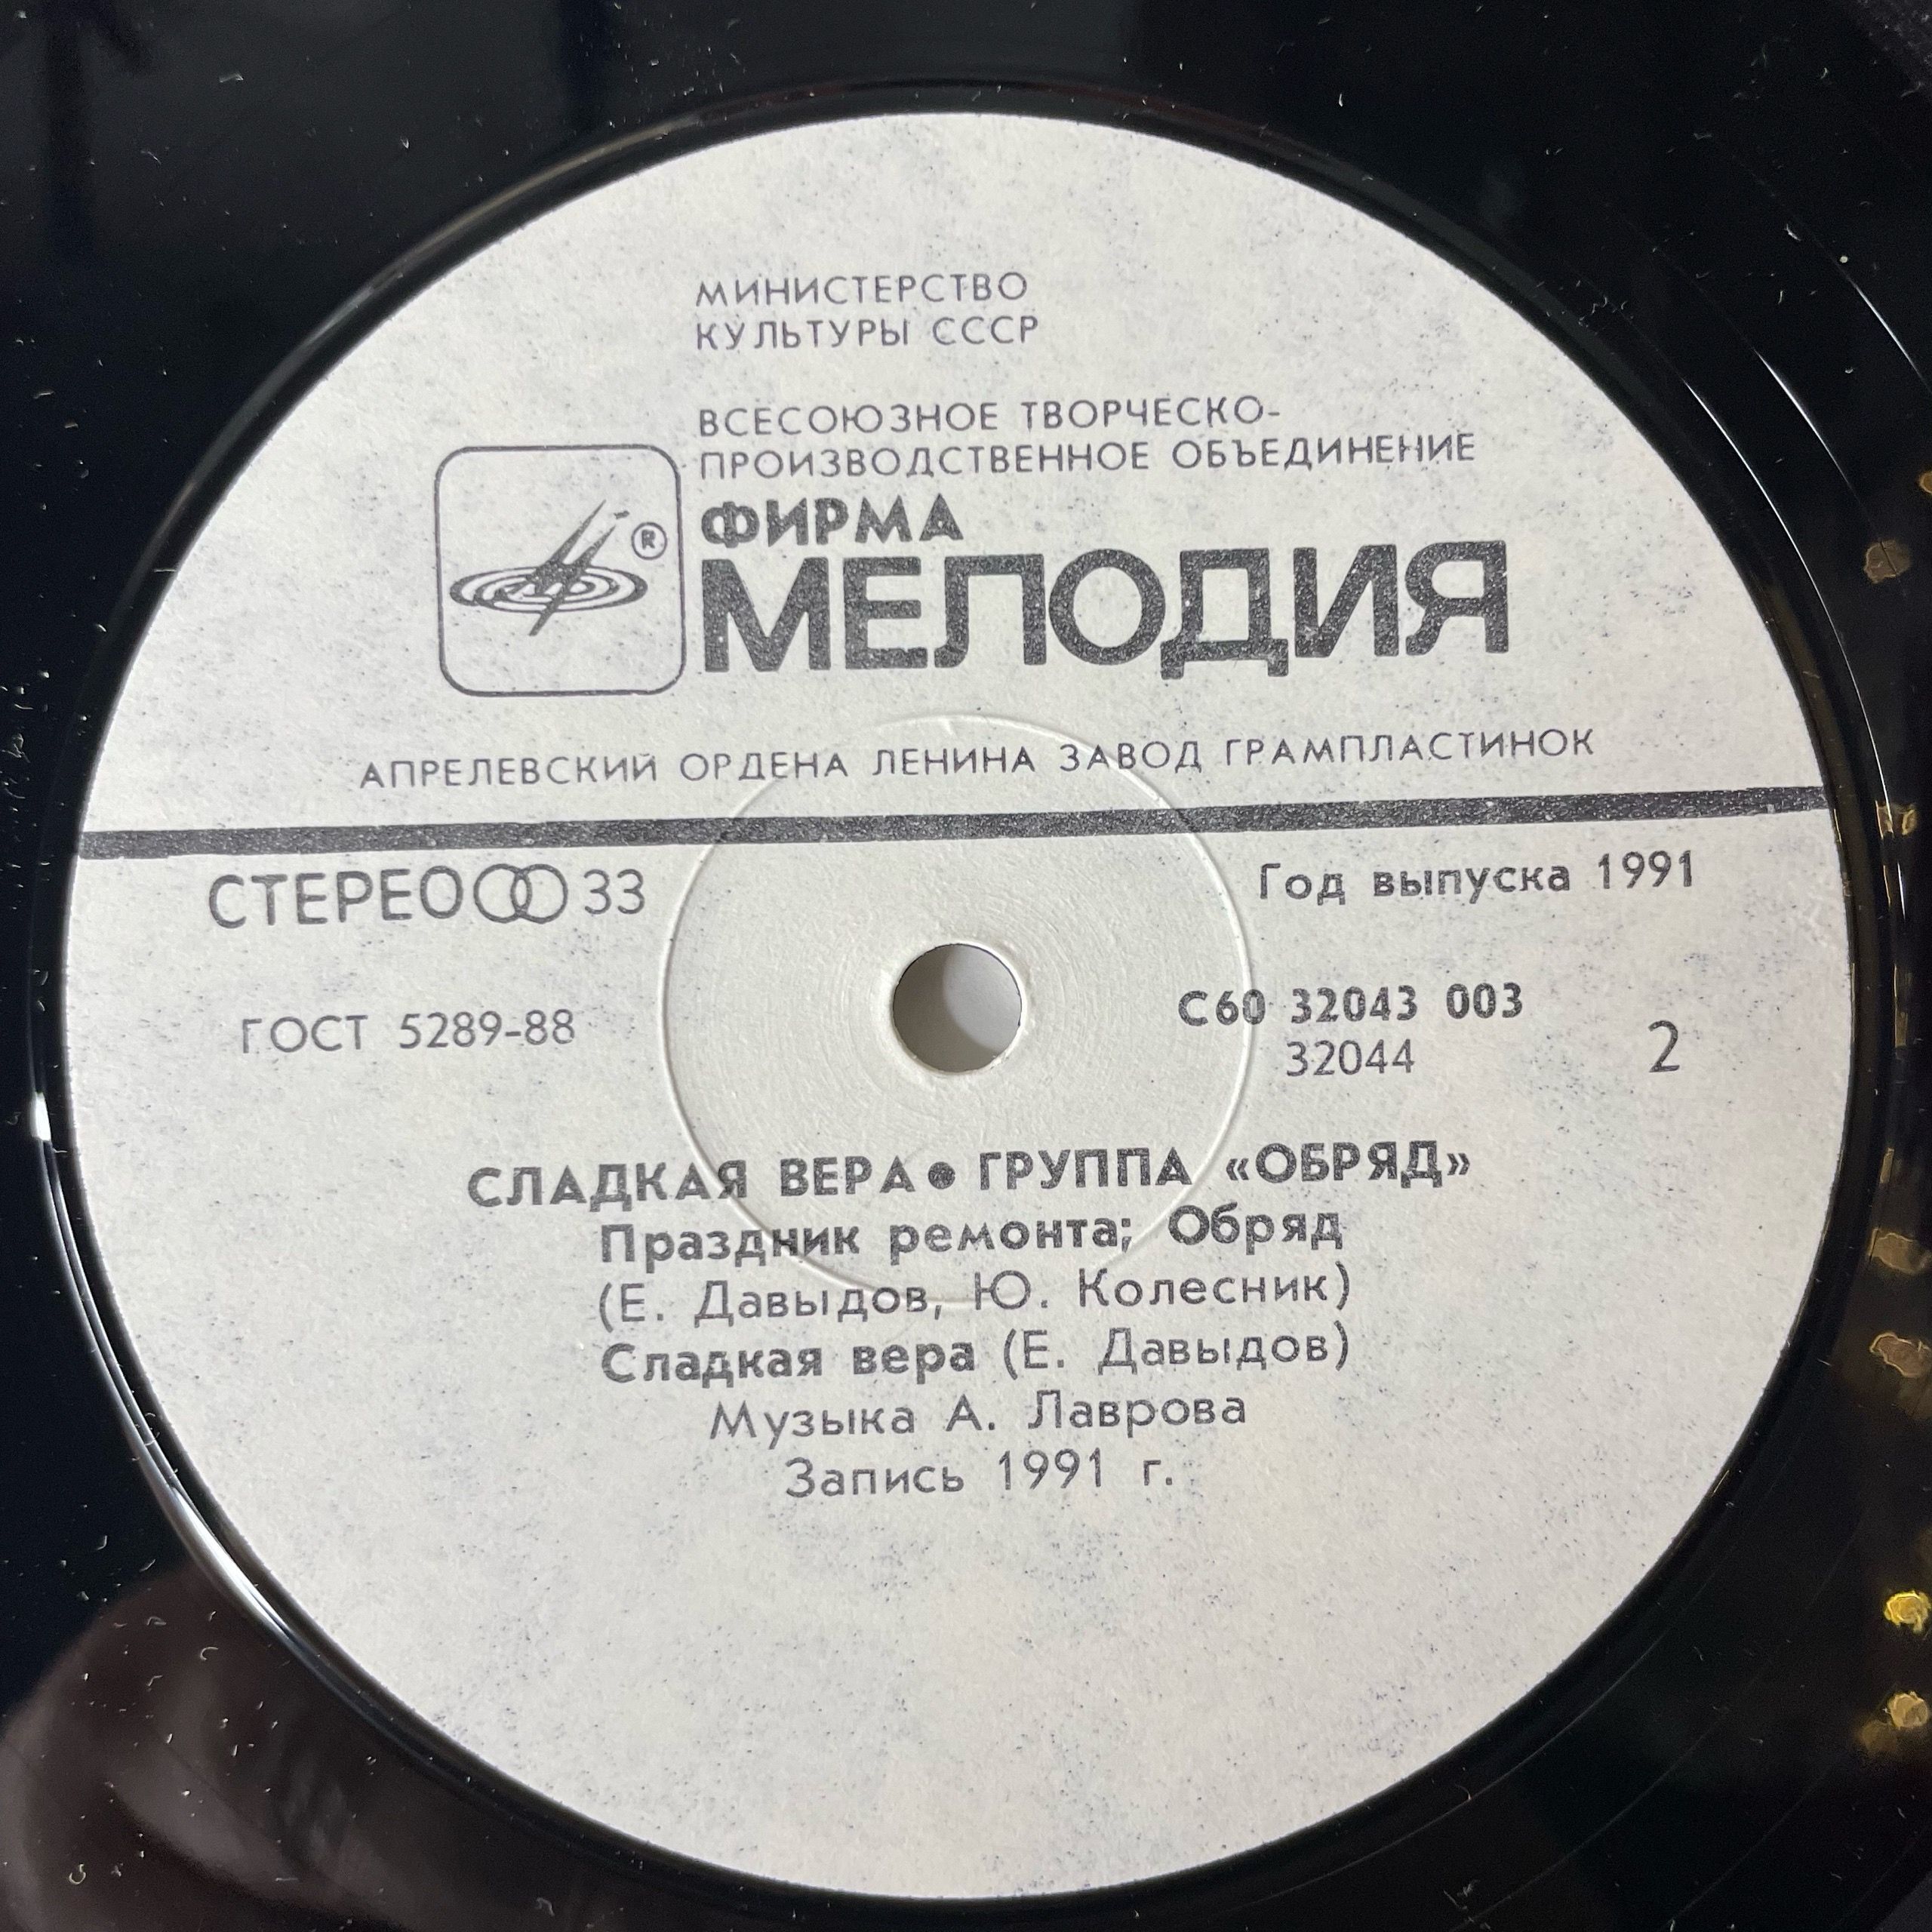 МИНИСТЕРСТВО
КУЛЬТУРЫ СССР
ВСЕСОЮЗНОЕ ТВОРЧЕСКО-
ПРОИЗВОДСТВЕННОЕ ОБЪЕДИНЕНИЕ
ФИРМА
®
МЕЛОДИЯ
АПРЕЛЕВСКИЙ ОРДЕНА ЛЕНИНА ЗАВОД ГРАМПЛАСТИНОК
СТЕРЕО 33
Год выпуска 1991
ГОСТ 5289-88
С60 32043 003
32044
2
СЛАДКАЯ ВЕРА ● ГРУППА «ОБРЯД»
Праздник ремонта; Обряд
(Е. Давыдов, Ю. Колесник)
Сладкая вера (Е. Давыдов)
Музыка А. Лаврова
Запись 1991 г.